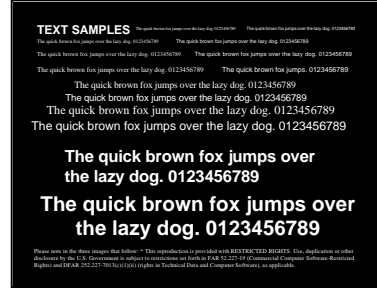 TEXT SAMPLES The quick brown fox jumps over the lazy dog. 0123456789 The quick brown fox jumps over the lazy dog. 0123456789
The quick brown fox jumps over the lazy dog. 0123456789 The quick brown fox jumps over the lazy dog. 0123456789
The quick brown fox jumps over the lazy dog. 0123456789 The quick brown fox jumps over the lazy dog. 0123456789
The quick brown fox jumps over the lazy dog. 0123456789 The quick brown fox jumps. 0123456789
The quick brown fox jumps over the lazy dog. 0123456789
The quick brown fox jumps over the lazy dog. 0123456789
The quick brown fox jumps over the lazy dog. 0123456789
The quick brown fox jumps over the lazy dog. 0123456789
The quick brown fox jumps over
the lazy dog. 0123456789
The quick brown fox jumps over
the lazy dog. 0123456789
Please note in the three images that follow: * This reproduction is provided with RESTRICTED RIGHTS. Use, duplication or other
disclosure by the U.S. Government is subject to restrictions set forth in FAR 52.227-19 (Commercial Computer Software-Restricted
Rights) and DFAR 252.227-7013(c)(1)(ii) (rights in Technical Data and Computer Software), as applicable.